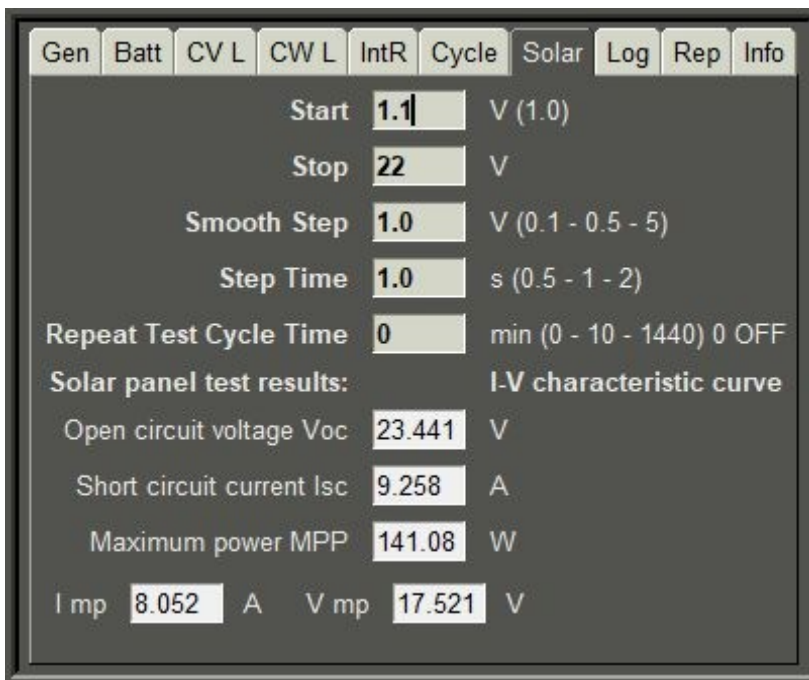 Gen Batt CV L CW L IntR Cycle Solar Log Rep Info
Start 1.1 V (1.0)
Stop 22 V
Smooth Step 1.0 V (0.1 - 0.5 - 5)
Step Time 1.0 s (0.5 - 1 - 2)
Repeat Test Cycle Time 0 min (0 - 10 - 1440) 0 OFF
Solar panel test results: I-V characteristic curve
Open circuit voltage Voc 23.441 V
Short circuit current Isc 9.258 A
Maximum power MPP 141.08 W
I mp 8.052 A V mp 17.521 V